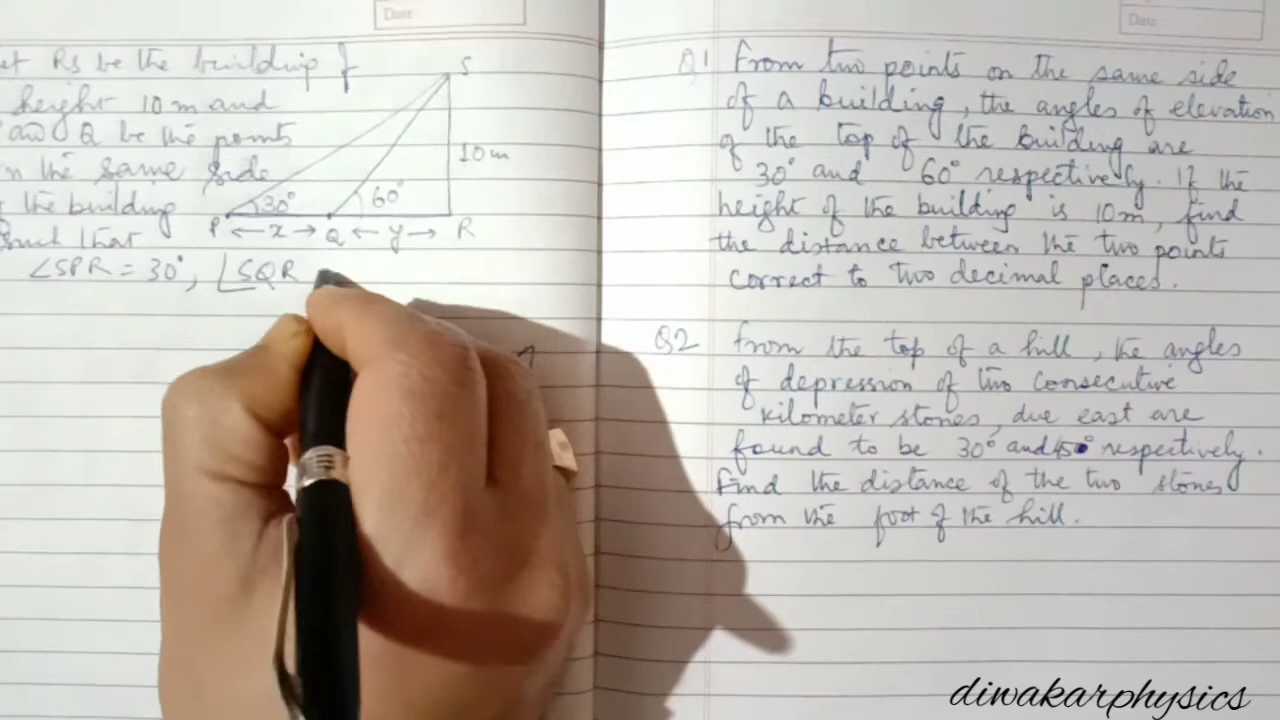 Date
et RS be the building of
height 10 m and
and Q be the points
n the same side
the building
Such that
∠SPR = 30°, ∠SQR
S
10m
30°
60°
P ← x → Q ← y → R
Date
Q1 From two points on the same side
of a building, the angles of elevation
of the top of the building are
30° and 60° respectively. If the
height of the building is 10m, find
the distance between the two points
correct to two decimal places.
Q2 from the top of a hill, the angles
of depression of two consecutive
kilometer stones, due east are
found to be 30° and 45° respectively.
Find the distance of the two stones
from the foot of the hill.
diwakarphysics